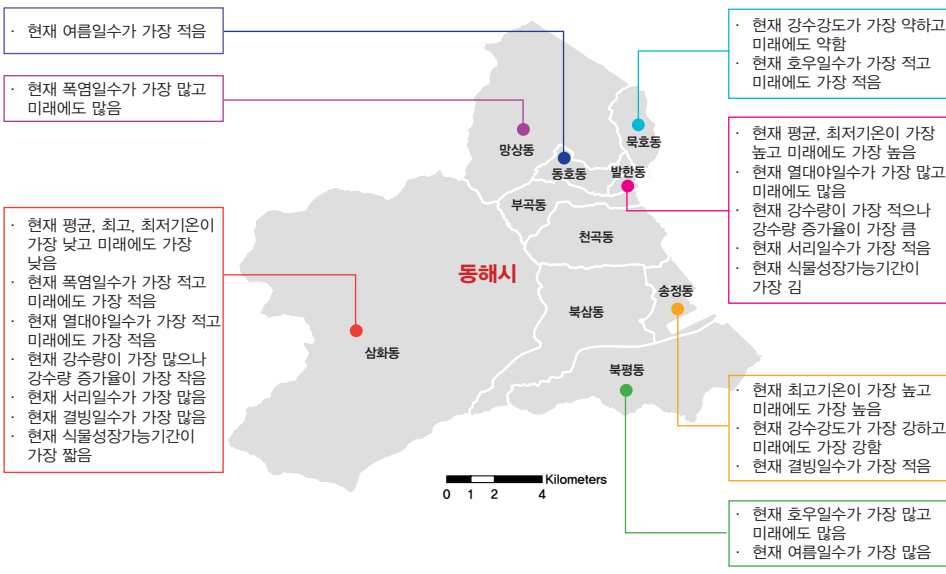 · 현재 여름일수가 가장 적음
· 현재 폭염일수가 가장 많고
미래에도 많음
· 현재 평균, 최고, 최저기온이
가장 낮고 미래에도 가장
낮음
· 현재 폭염일수가 가장 적고
미래에도 가장 적음
· 현재 열대야일수가 가장 적고
미래에도 가장 적음
· 현재 강수량이 가장 많으나
강수량 증가율이 가장 작음
· 현재 서리일수가 가장 많음
· 현재 결빙일수가 가장 많음
· 현재 식물성장가능기간이
가장 짧음
망상동
묵호동
동호동
발한동
부곡동
천곡동
동해시
송정동
북삼동
삼화동
북평동
Kilometers
0 1 2 4
· 현재 강수강도가 가장 약하고
미래에도 약함
· 현재 호우일수가 가장 적고
미래에도 가장 적음
· 현재 평균, 최저기온이 가장
높고 미래에도 가장 높음
· 현재 열대야일수가 가장 많고
미래에도 많음
· 현재 강수량이 가장 적으나
강수량 증가율이 가장 큼
· 현재 서리일수가 가장 적음
· 현재 식물성장가능기간이
가장 김
· 현재 최고기온이 가장 높고
미래에도 가장 높음
· 현재 강수강도가 가장 강하고
미래에도 가장 강함
· 현재 결빙일수가 가장 적음
· 현재 호우일수가 가장 많고
미래에도 많음
· 현재 여름일수가 가장 많음